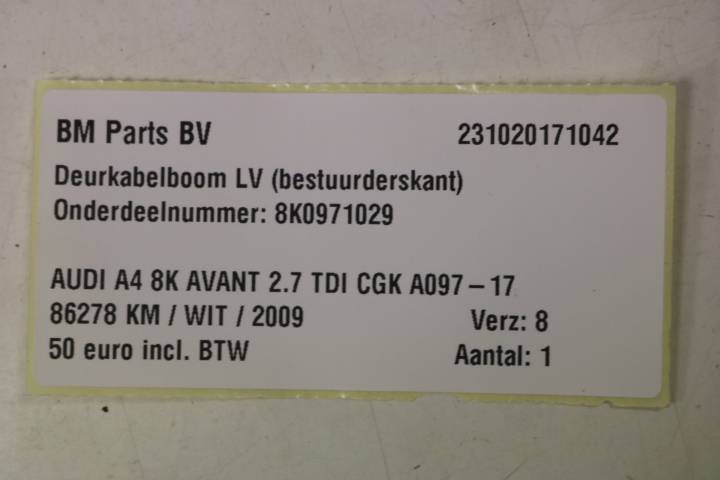 BM Parts BV 231020171042
Deurkabelboom LV (bestuurderskant)
Onderdeelnummer: 8K0971029
AUDI A4 8K AVANT 2.7 TDI CGK A097-17
86278 KM / WIT / 2009 Verz: 8
50 euro incl. BTW Aantal: 1